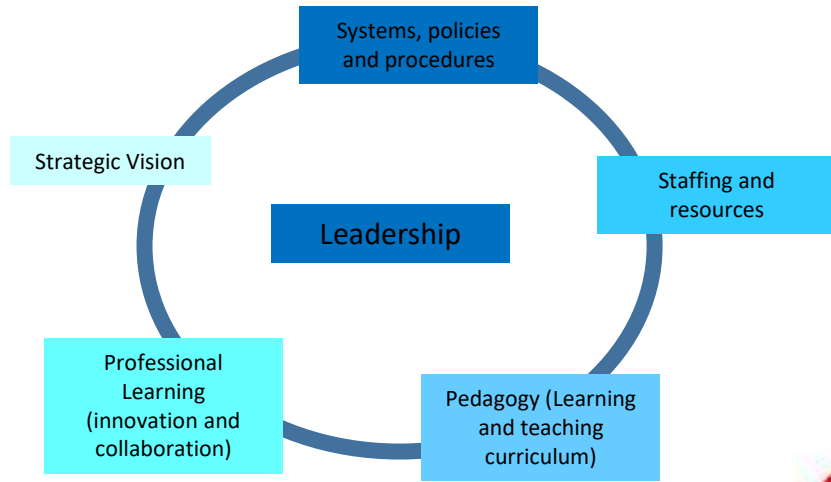 Systems, policies
and procedures
Strategic Vision
Staffing and
resources
Leadership
Professional
Learning
(innovation and
collaboration)
Pedagogy (Learning
and teaching
curriculum)